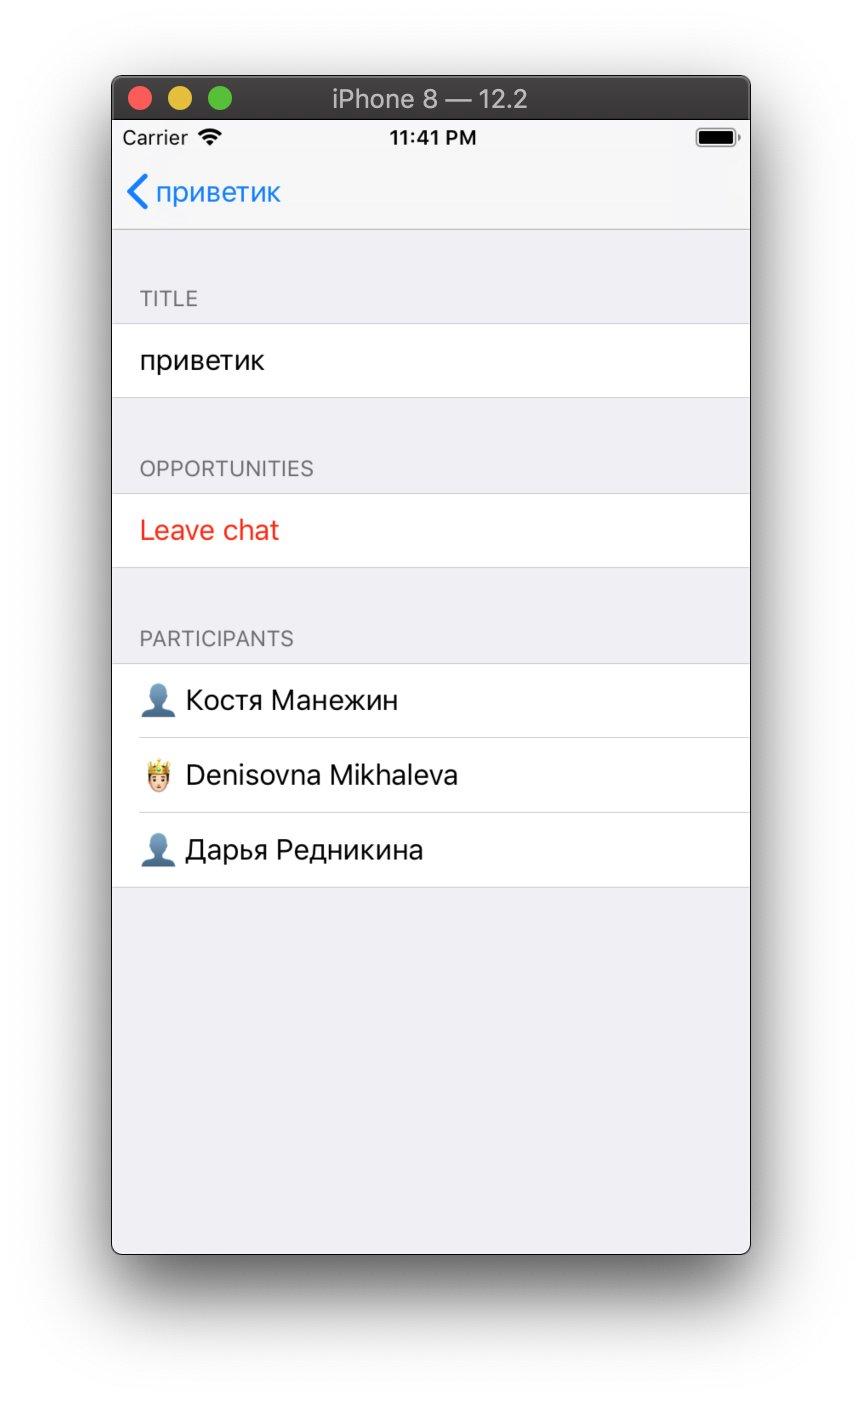 iPhone 8 — 12.2
Carrier 11:41 PM
приветик
TITLE
приветик
OPPORTUNITIES
Leave chat
PARTICIPANTS
Костя Манежин
Denisovna Mikhaleva
Дарья Редникина